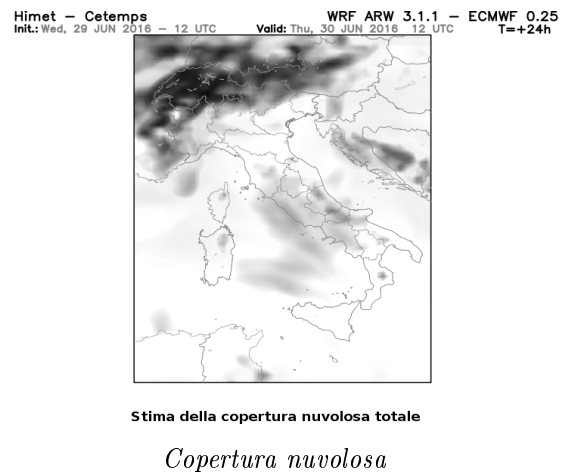 Himet − Cetemps WRF ARW 3.1.1 − ECMWF 0.25
Init.: Wed, 29 JUN 2016 − 12 UTC Valid: Thu, 30 JUN 2016 12 UTC T=+24h
Stima della copertura nuvolosa totale
Copertura nuvolosa